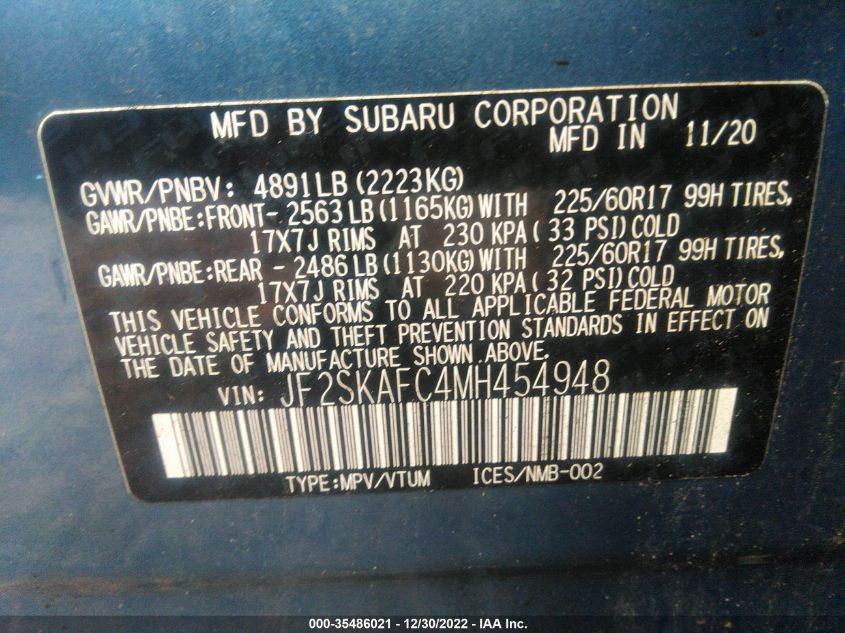 MFD BY SUBARU CORPORATION
MFD IN 11/20
GVWR/PNBV: 4891LB (2223KG)
GAWR/PNBE:FRONT- 2563LB (1165KG) WITH 225/60R17 99H TIRES,
17X7J RIMS AT 230 KPA ( 33 PSI) COLD
GAWR/PNBE:REAR - 2486LB (1130KG) WITH 225/60R17 99H TIRES,
17X7J RIMS AT 220 KPA ( 32 PSI) COLD
THIS VEHICLE CONFORMS TO ALL APPLICABLE FEDERAL MOTOR
VEHICLE SAFETY AND THEFT PREVENTION STANDARDS IN EFFECT ON
THE DATE OF MANUFACTURE SHOWN ABOVE.
VIN: JF2SKAFC4MH454948
TYPE:MPV/VTUM ICES/NMB-002
000-35486021 - 12/30/2022 - IAA Inc.